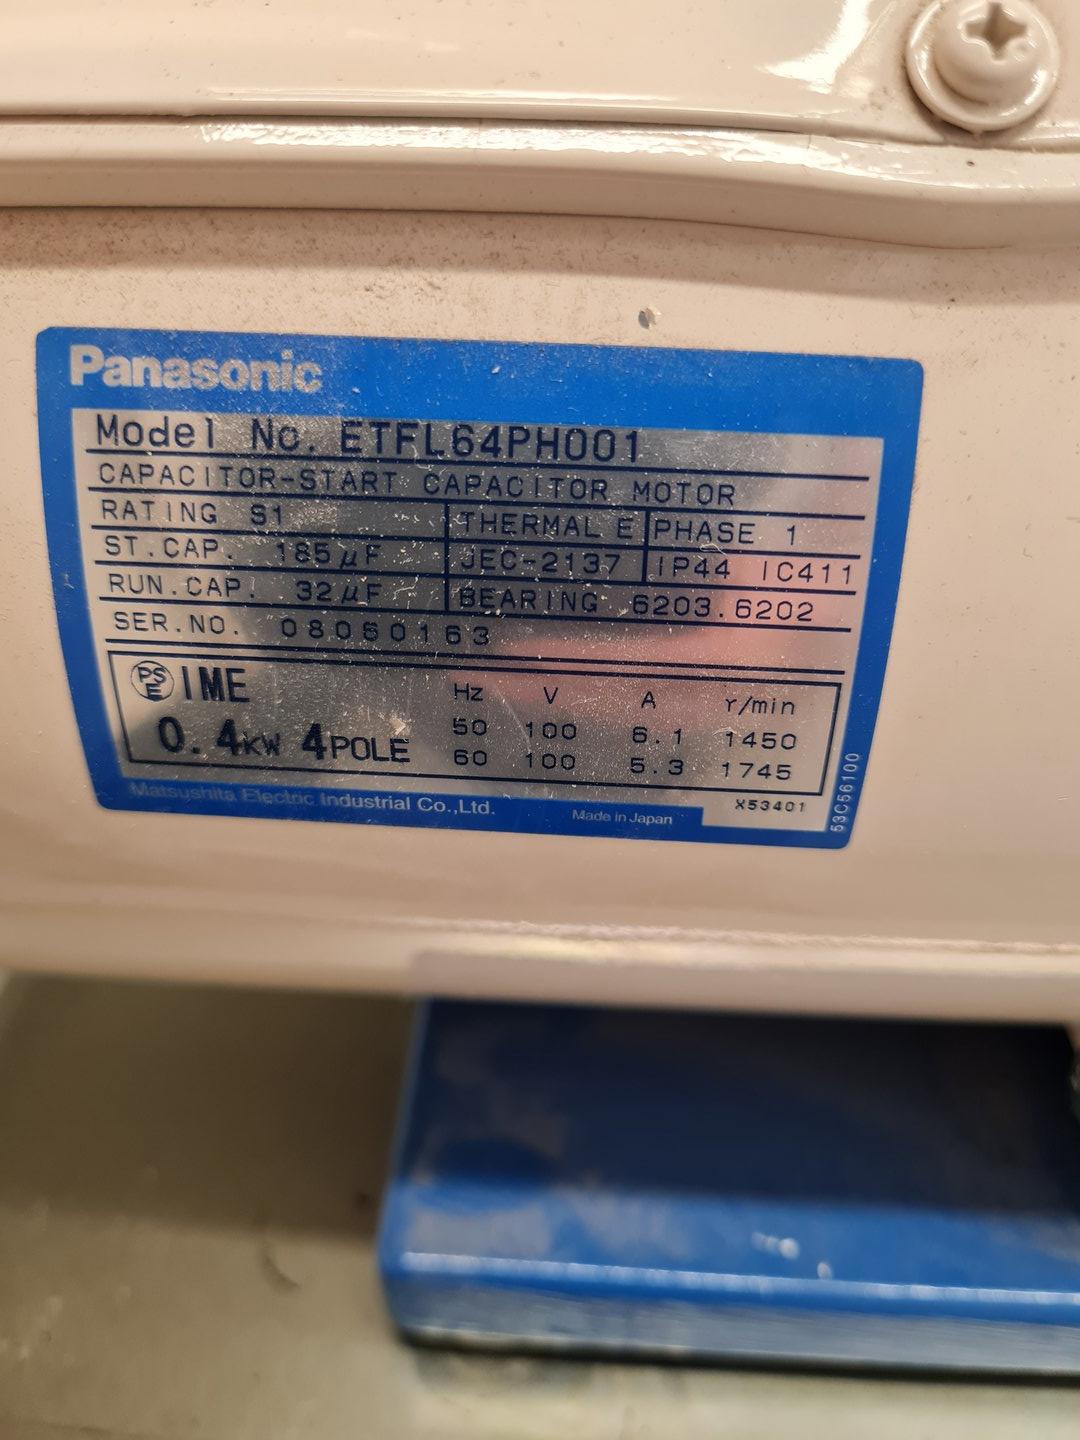 Panasonic
Model No. ETFL64PH001
CAPACITOR-START CAPACITOR MOTOR
RATING S1 THERMAL E PHASE 1
ST.CAP. 185μF JEC-2137 IP44 IC411
RUN.CAP. 32μF BEARING 6203.6202
SER.NO. 08060163
PS E IME Hz V A r/min
0.4kW 4POLE 50 100 6.1 1450
60 100 5.3 1745
X53401
Matsushita Electric Industrial Co.,Ltd. Made in Japan
53C56100